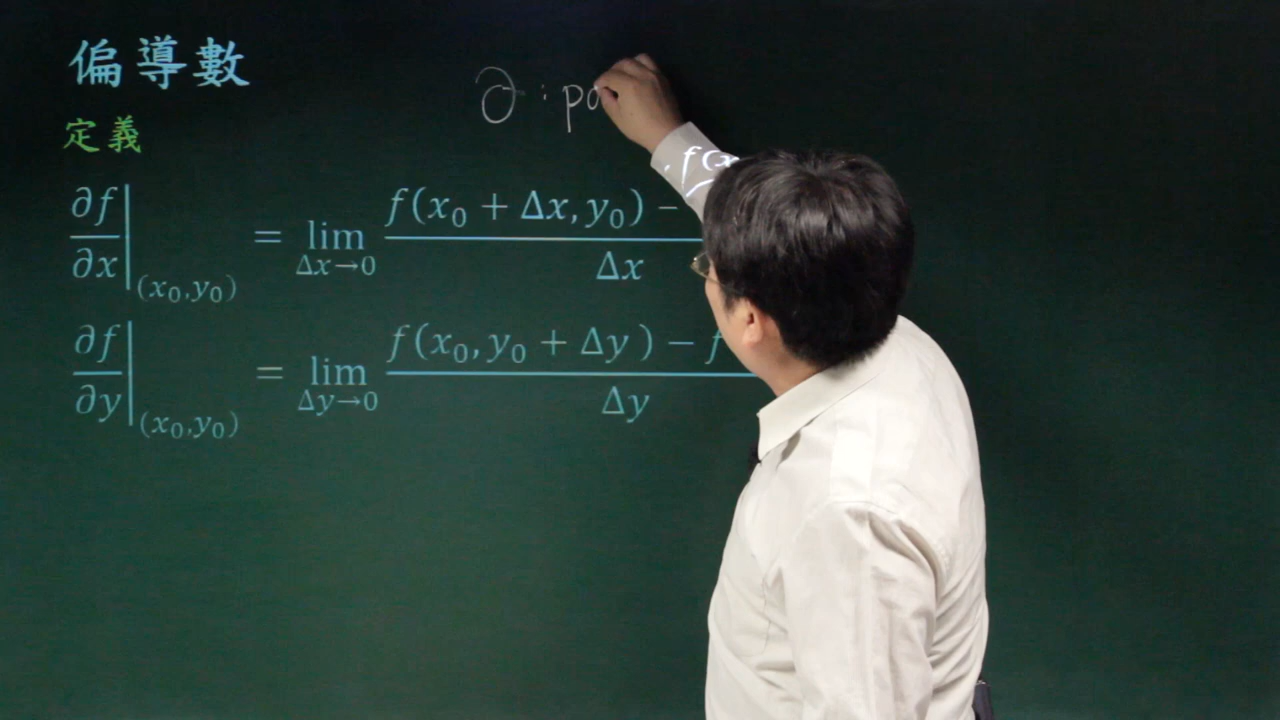 偏導數
∂ : pa
定義
∂f/∂x|(x₀,y₀) = lim Δx→0 f(x₀ + Δx, y₀) − f(x / Δx
∂f/∂y|(x₀,y₀) = lim Δy→0 f(x₀, y₀ + Δy) − f / Δy